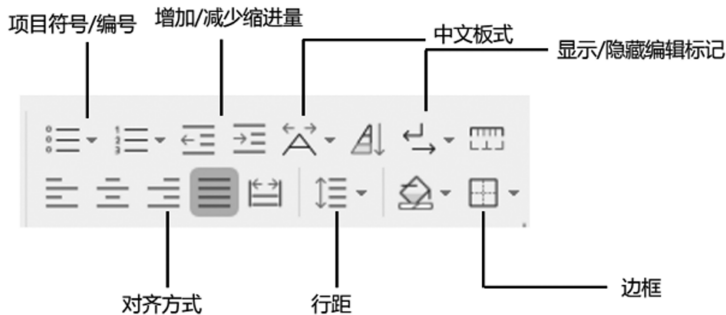 项目符号/编号
增加/减少缩进量
中文板式
显示/隐藏编辑标记
对齐方式
行距
边框